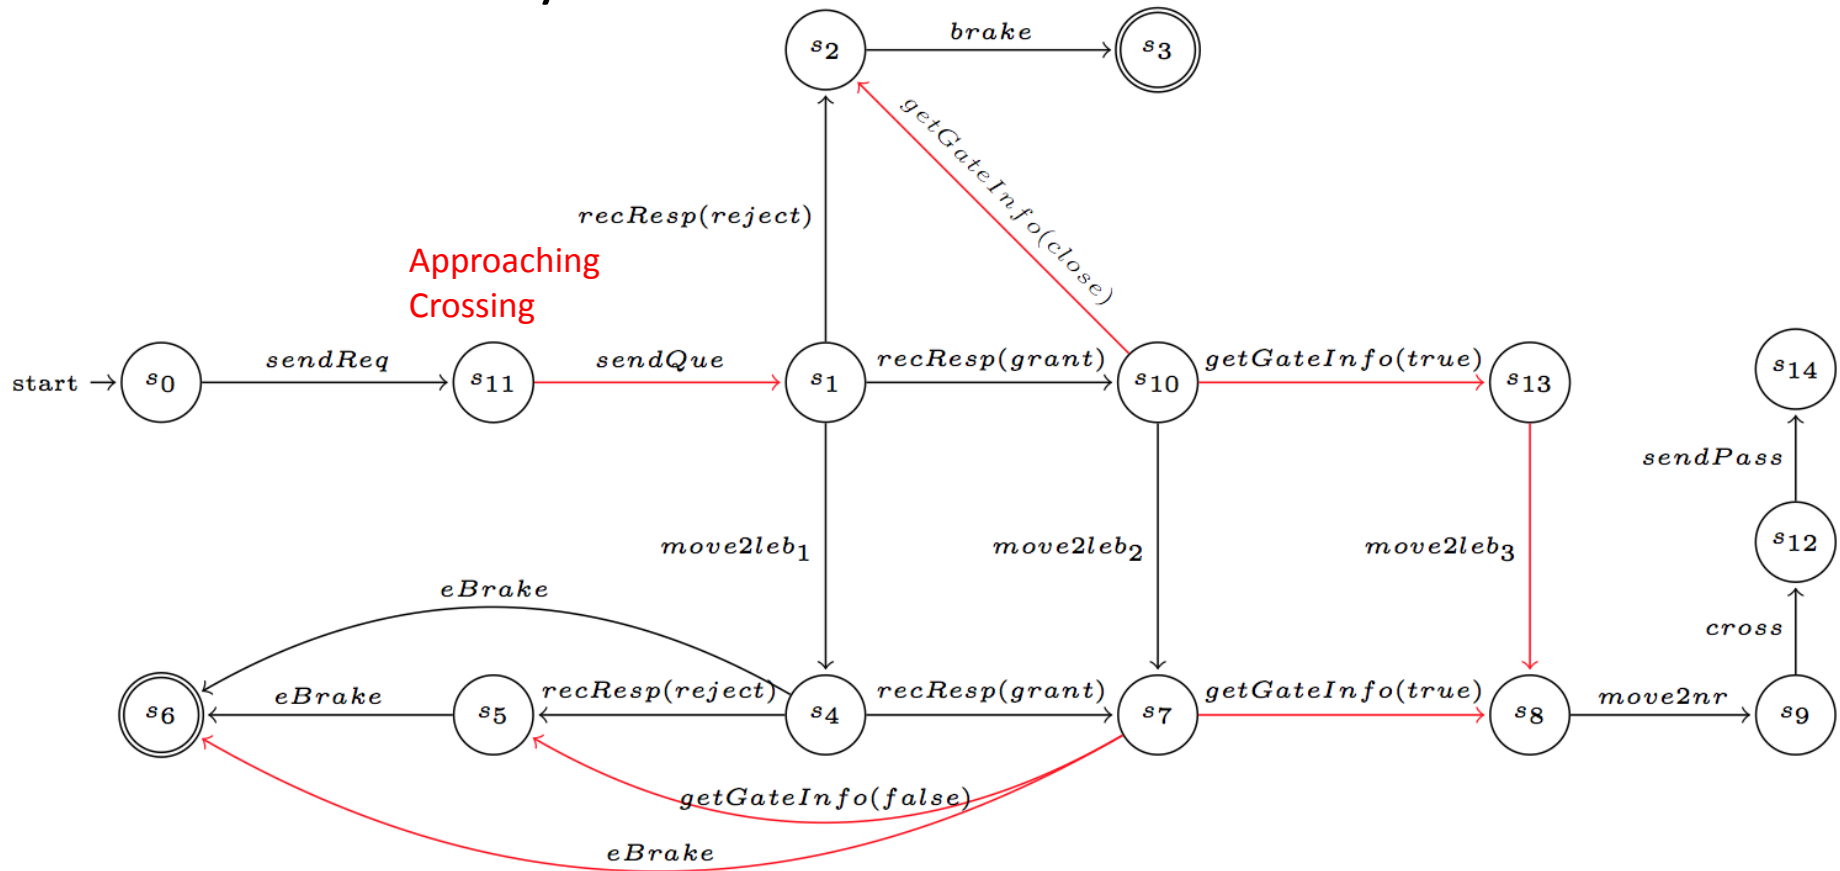 y
s2
brake
s3
getGateInfo(close)
recResp(reject)
Approaching
Crossing
start
s0
sendReq
s11
sendQue
s1
recResp(grant)
s10
getGateInfo(true)
s13
s14
sendPass
move2leb1
move2leb2
move2leb3
s12
eBrake
cross
s6
eBrake
s5
recResp(reject)
s4
recResp(grant)
s7
getGateInfo(true)
s8
move2nr
s9
getGateInfo(false)
eBrake